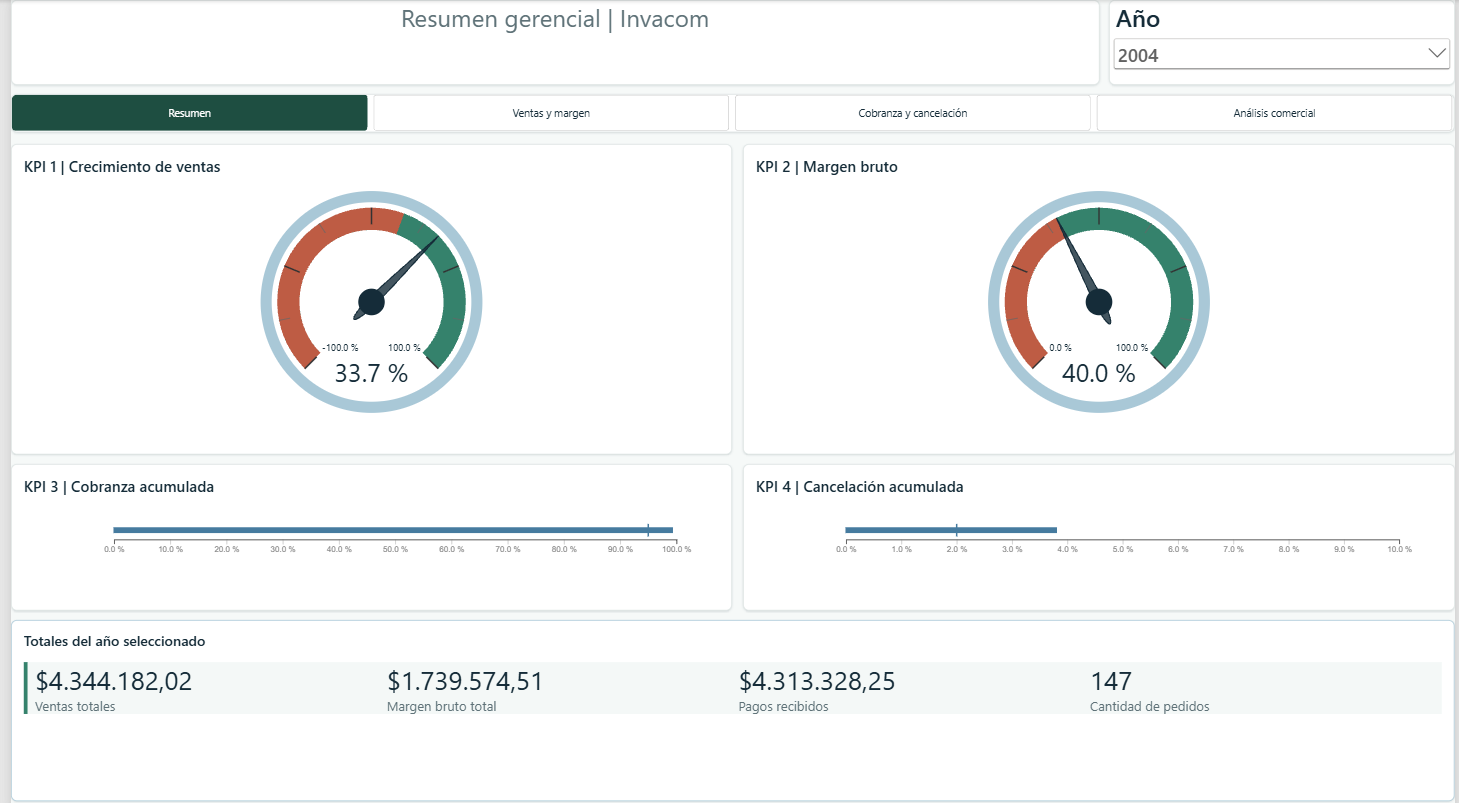 Resumen gerencial | Invacom
Año
2004
Resumen
Ventas y margen
Cobranza y cancelación
Análisis comercial
KPI 1 | Crecimiento de ventas
-100.0 %
100.0 %
33.7 %
KPI 2 | Margen bruto
0.0 %
100.0 %
40.0 %
KPI 3 | Cobranza acumulada
0.0 % 10.0 % 20.0 % 30.0 % 40.0 % 50.0 % 60.0 % 70.0 % 80.0 % 90.0 % 100.0 %
KPI 4 | Cancelación acumulada
0.0 % 1.0 % 2.0 % 3.0 % 4.0 % 5.0 % 6.0 % 7.0 % 8.0 % 9.0 % 10.0 %
Totales del año seleccionado
$4.344.182,02
Ventas totales
$1.739.574,51
Margen bruto total
$4.313.328,25
Pagos recibidos
147
Cantidad de pedidos